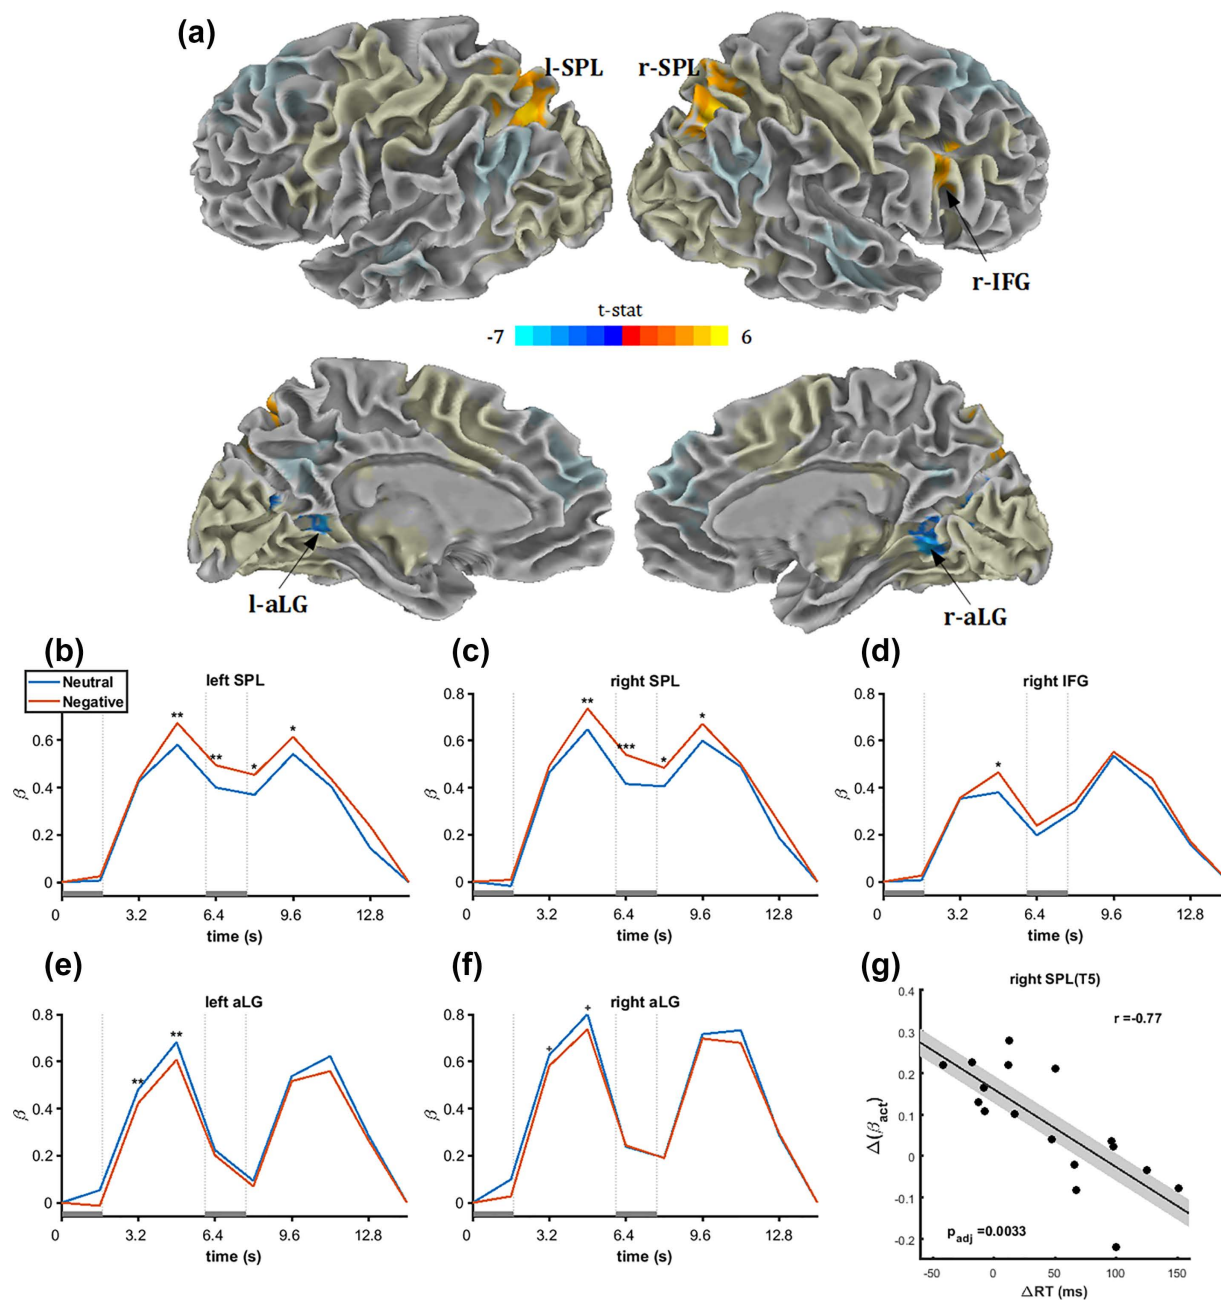 (a)
l-SPL
r-SPL
r-IFG
t-stat
-7
6
l-aLG
r-aLG
(b)
left SPL
Neutral
Negative
0.6
0.4
0.2
0
β
**
**
*
*
0
3.2
6.4
9.6
12.8
time (s)
(c)
right SPL
0.8
0.6
0.4
0.2
0
β
**
***
*
*
0
3.2
6.4
9.6
12.8
time (s)
(d)
right IFG
0.8
0.6
0.4
0.2
0
β
*
0
3.2
6.4
9.6
12.8
time (s)
(e)
left aLG
0.8
0.6
0.4
0.2
0
β
**
**
0
3.2
6.4
9.6
12.8
time (s)
(f)
right aLG
0.8
0.6
0.4
0.2
0
β
+
+
0
3.2
6.4
9.6
12.8
time (s)
(g)
right SPL(T5)
r =-0.77
0.4
0.3
0.2
0.1
0
-0.1
-0.2
Δ(βact)
padj =0.0033
-50
0
50
100
150
ΔRT (ms)